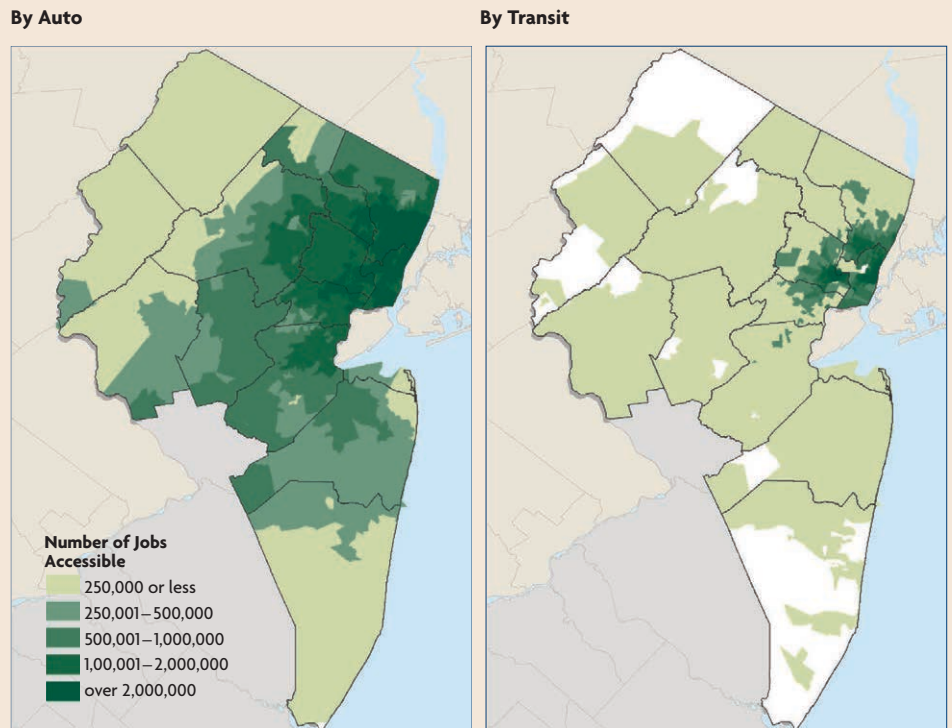 By Auto
By Transit
Number of Jobs
Accessible
250,000 or less
250,001–500,000
500,001–1,000,000
1,00,001–2,000,000
over 2,000,000